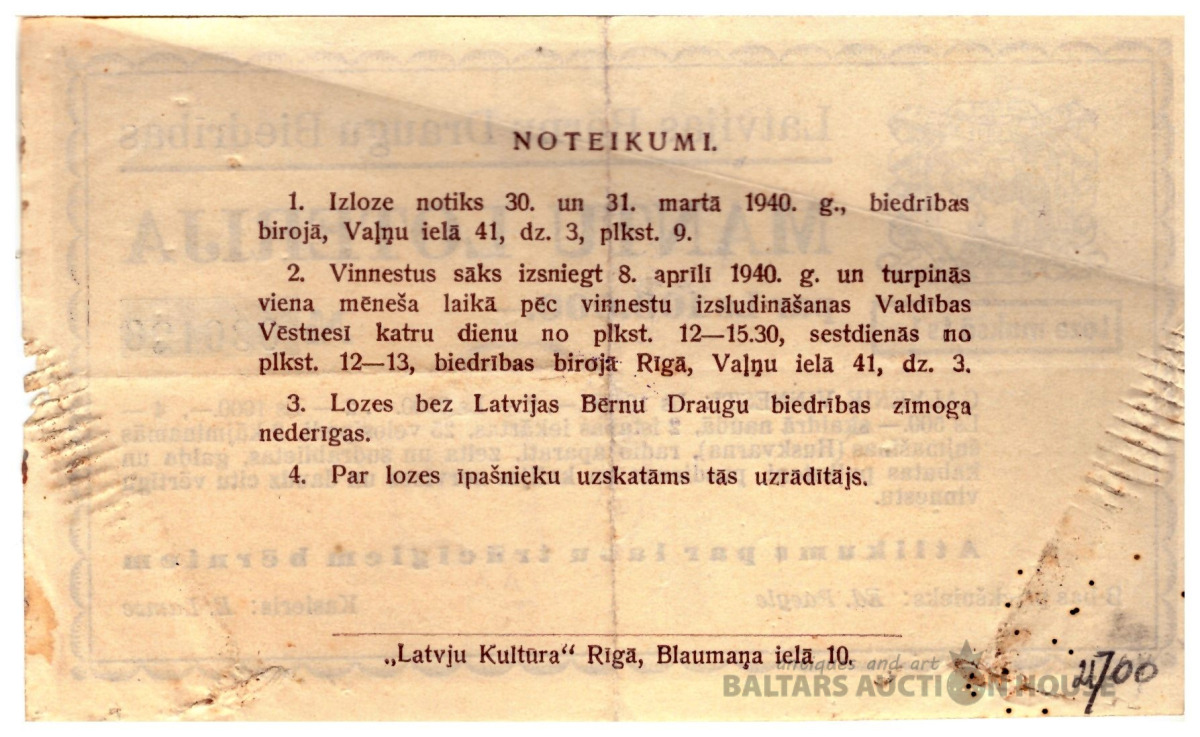 NOTEIKUMI.
1. Izloze notiks 30. un 31. martā 1940. g., biedrības
birojā, Vaļņu ielā 41, dz. 3, plkst. 9.
2. Vinnestus sāks izsniegt 8. aprīlī 1940. g. un turpinās
viena mēneša laikā pēc vinnestu izsludināšanas Valdības
Vēstnesī katru dienu no plkst. 12—15.30, sestdienās no
plkst. 12—13, biedrības birojā Rīgā, Vaļņu ielā 41, dz. 3.
3. Lozes bez Latvijas Bērnu Draugu biedrības zīmoga
nederīgas.
4. Par lozes īpašnieku uzskatāms tās uzrādītājs.
„Latvju Kultūra“ Rīgā, Blaumaņa ielā 10.
antiques and art
BALTARS AUCTION HOUSE